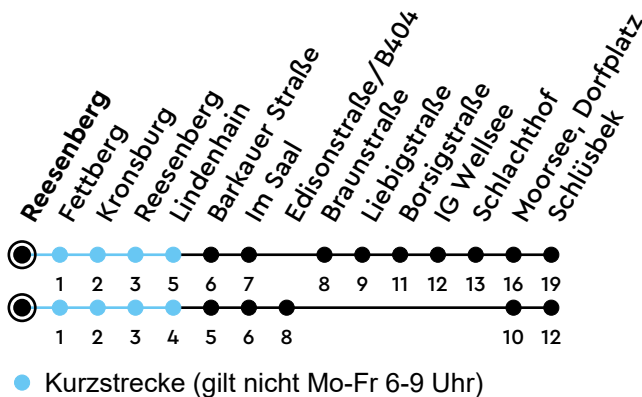 Reesenberg
Fettberg
Kronsburg
Reesenberg
Lindenhain
Barkauer Straße
Im Saal
Edisonstraße/B404
Braunstraße
Liebigstraße
Borsigstraße
IG Wellsee
Schlachthof
Moorsee, Dorfplatz
Schlüsbek
1 2 3 5 6 7 8 9 11 12 13 16 19
1 2 3 4 5 6 8 10 12
Kurzstrecke (gilt nicht Mo-Fr 6-9 Uhr)